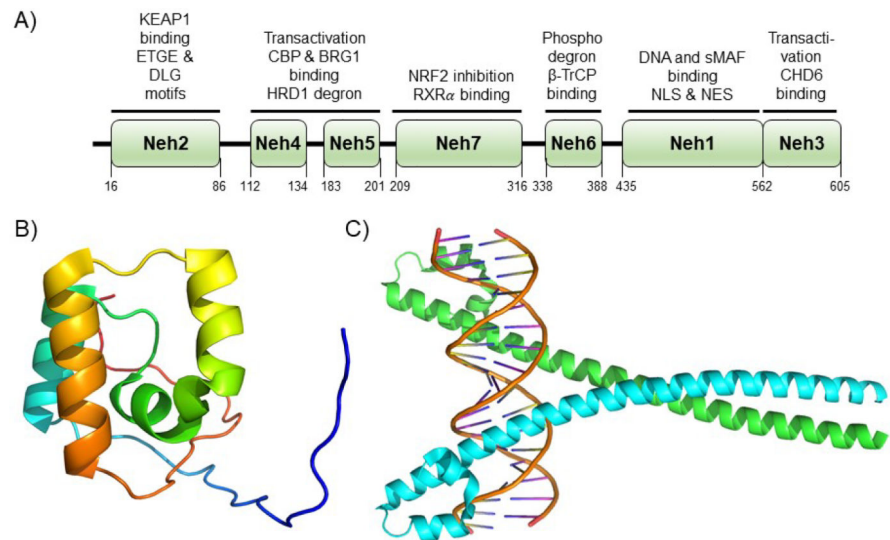 A)
KEAP1
binding
ETGE &
DLG
motifs
Transactivation
CBP & BRG1
binding
HRD1 degron
NRF2 inhibition
RXRα binding
Phospho
degron
β-TrCP
binding
DNA and sMAF
binding
NLS & NES
Transacti-
vation
CHD6
binding
Neh2 Neh4 Neh5 Neh7 Neh6 Neh1 Neh3
16 86 112 134 183 201 209 316 338 388 435 562 605
B)
C)